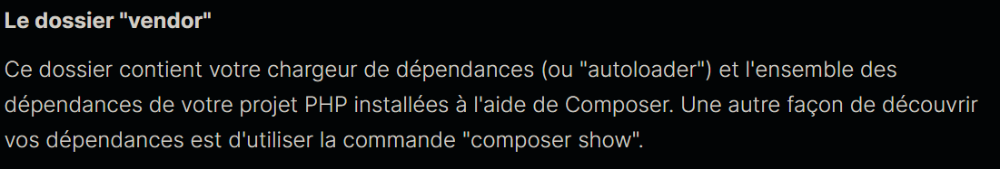 Le dossier "vendor"
Ce dossier contient votre chargeur de dépendances (ou "autoloader") et l'ensemble des
dépendances de votre projet PHP installées à l'aide de Composer. Une autre façon de découvrir
vos dépendances est d'utiliser la commande "composer show".